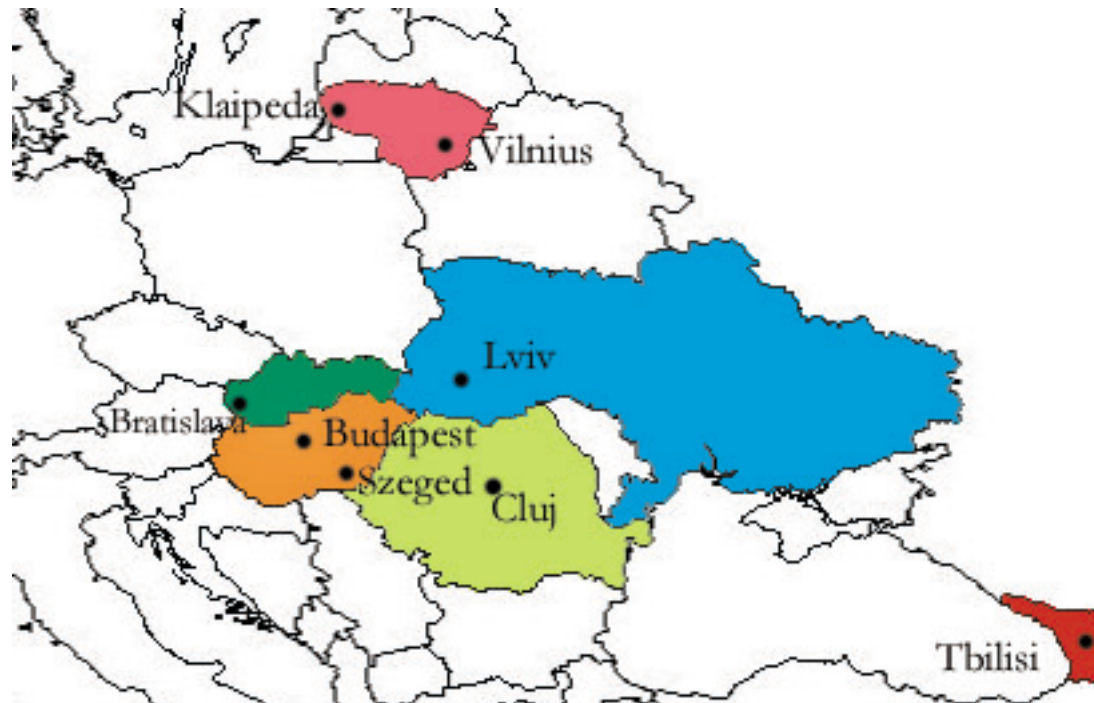 Klaipeda
Vilnius
Lviv
Bratislava
Budapest
Szeged
Cluj
Tbilisi